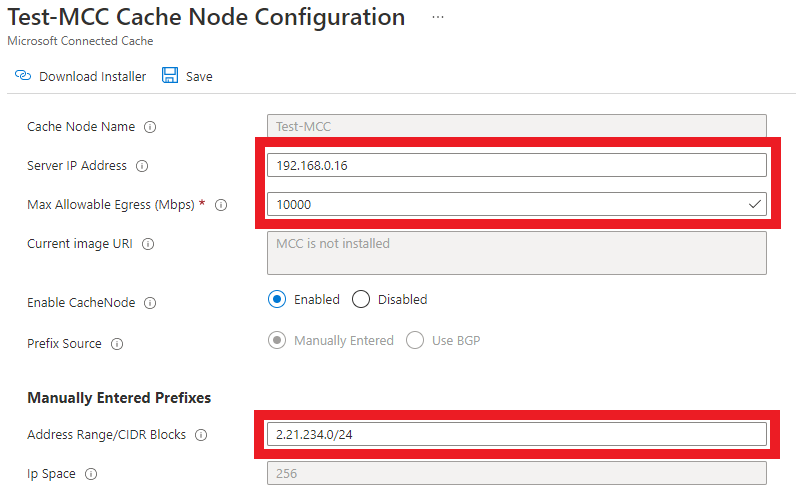 Test-MCC Cache Node Configuration ...
Microsoft Connected Cache
Download Installer Save
Cache Node Name Test-MCC
Server IP Address 192.168.0.16
Max Allowable Egress (Mbps) * 10000
Current image URI MCC is not installed
Enable CacheNode Enabled Disabled
Prefix Source Manually Entered Use BGP
Manually Entered Prefixes
Address Range/CIDR Blocks 2.21.234.0/24
Ip Space 256